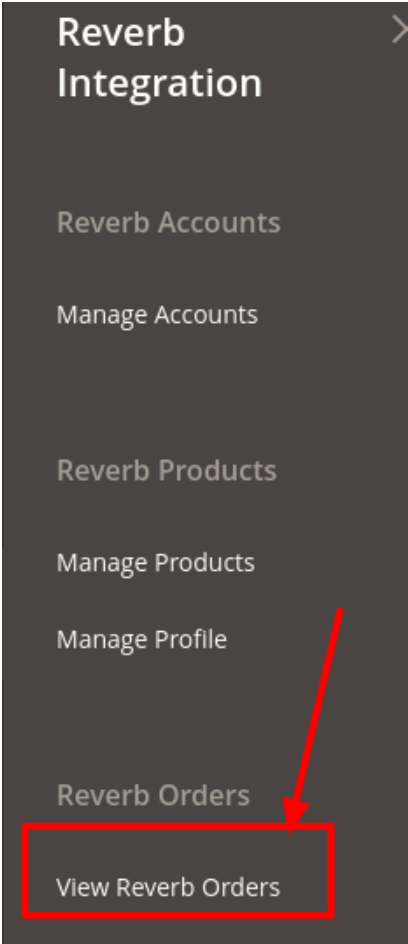 Reverb
Integration
Reverb Accounts
Manage Accounts
Reverb Products
Manage Products
Manage Profile
Reverb Orders
View Reverb Orders